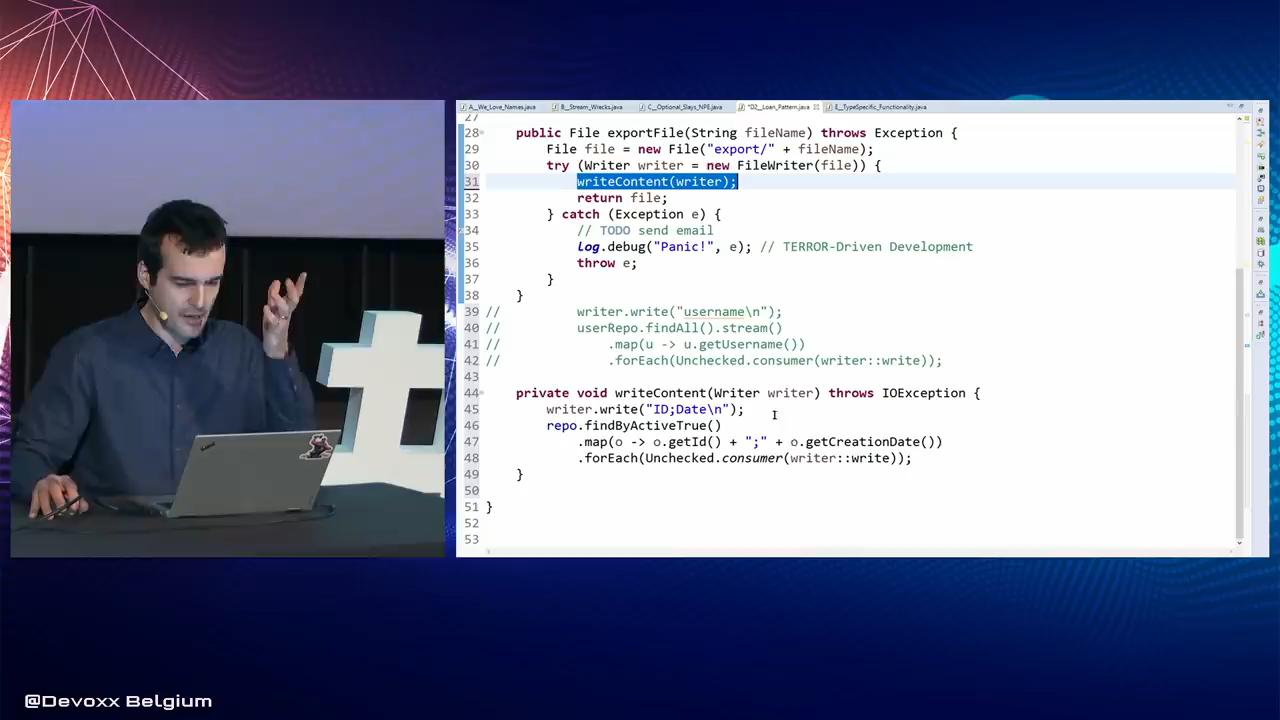 A__We_Love_Names.java B__Stream_Wrecks.java C__Optional_Slays_NPE.java *D2__Loan_Pattern.java E__TypeSpecific_Functionality.java
27
28 public File exportFile(String fileName) throws Exception {
29 File file = new File("export/" + fileName);
30 try (Writer writer = new FileWriter(file)) {
31 writeContent(writer);
32 return file;
33 } catch (Exception e) {
34 // TODO send email
35 log.debug("Panic!", e); // TERROR-Driven Development
36 throw e;
37 }
38 }
39 // writer.write("username\n");
40 // userRepo.findAll().stream()
41 // .map(u -> u.getUsername())
42 // .forEach(Unchecked.consumer(writer::write));
43
44 private void writeContent(Writer writer) throws IOException {
45 writer.write("ID;Date\n");
46 repo.findByActiveTrue()
47 .map(o -> o.getId() + ";" + o.getCreationDate())
48 .forEach(Unchecked.consumer(writer::write));
49 }
50
51 }
52
53
@Devoxx Belgium